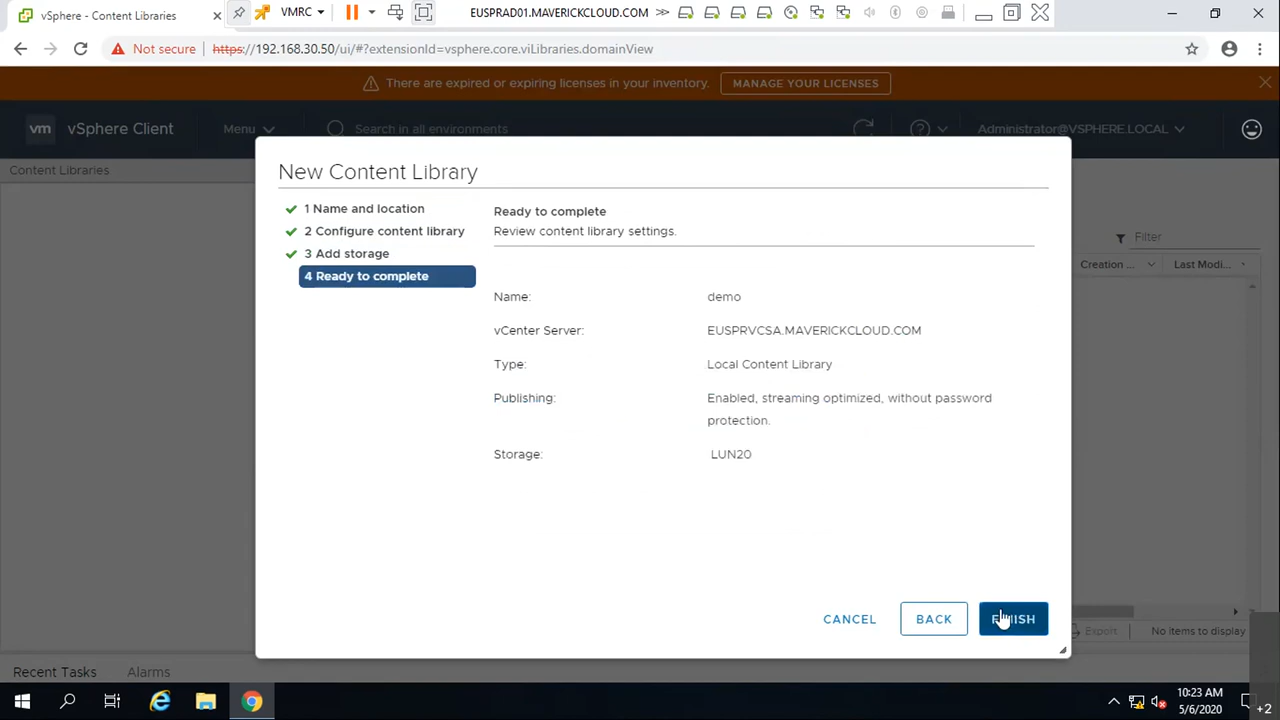 vSphere - Content Libraries
VMRC
EUSPRAD01.MAVERICKCLOUD.COM
Not secure
https://192.168.30.50/ui/#?extensionId=vsphere.core.viLibraries.domainView
There are expired or expiring licenses in your inventory.
MANAGE YOUR LICENSES
vm vSphere Client
Menu
Search in all environments
Administrator@VSPHERE.LOCAL
Content Libraries
New Content Library
1 Name and location
2 Configure content library
3 Add storage
4 Ready to complete
Ready to complete
Review content library settings.
Name: demo
vCenter Server: EUSPRVCSA.MAVERICKCLOUD.COM
Type: Local Content Library
Publishing: Enabled, streaming optimized, without password
protection.
Storage: LUN20
CANCEL
BACK
FINISH
Filter
Creation ...
Last Modi...
Export
No items to display
Recent Tasks
Alarms
10:23 AM
5/6/2020
+2